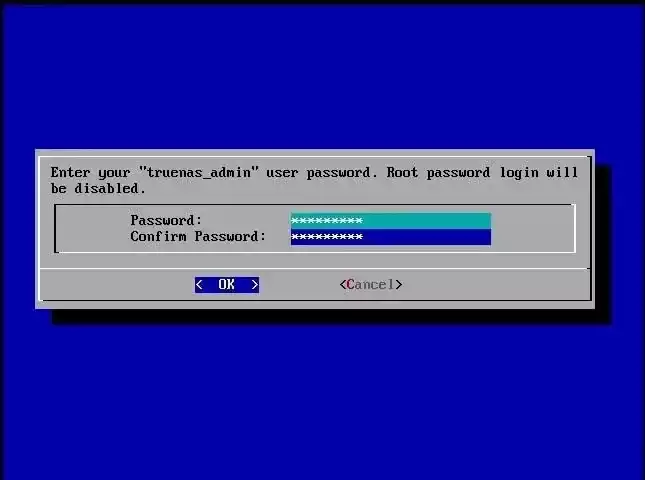 Enter your "truenas_admin" user password. Root password login will
be disabled.
Password: *********
Confirm Password: *********
< OK > <Cancel>